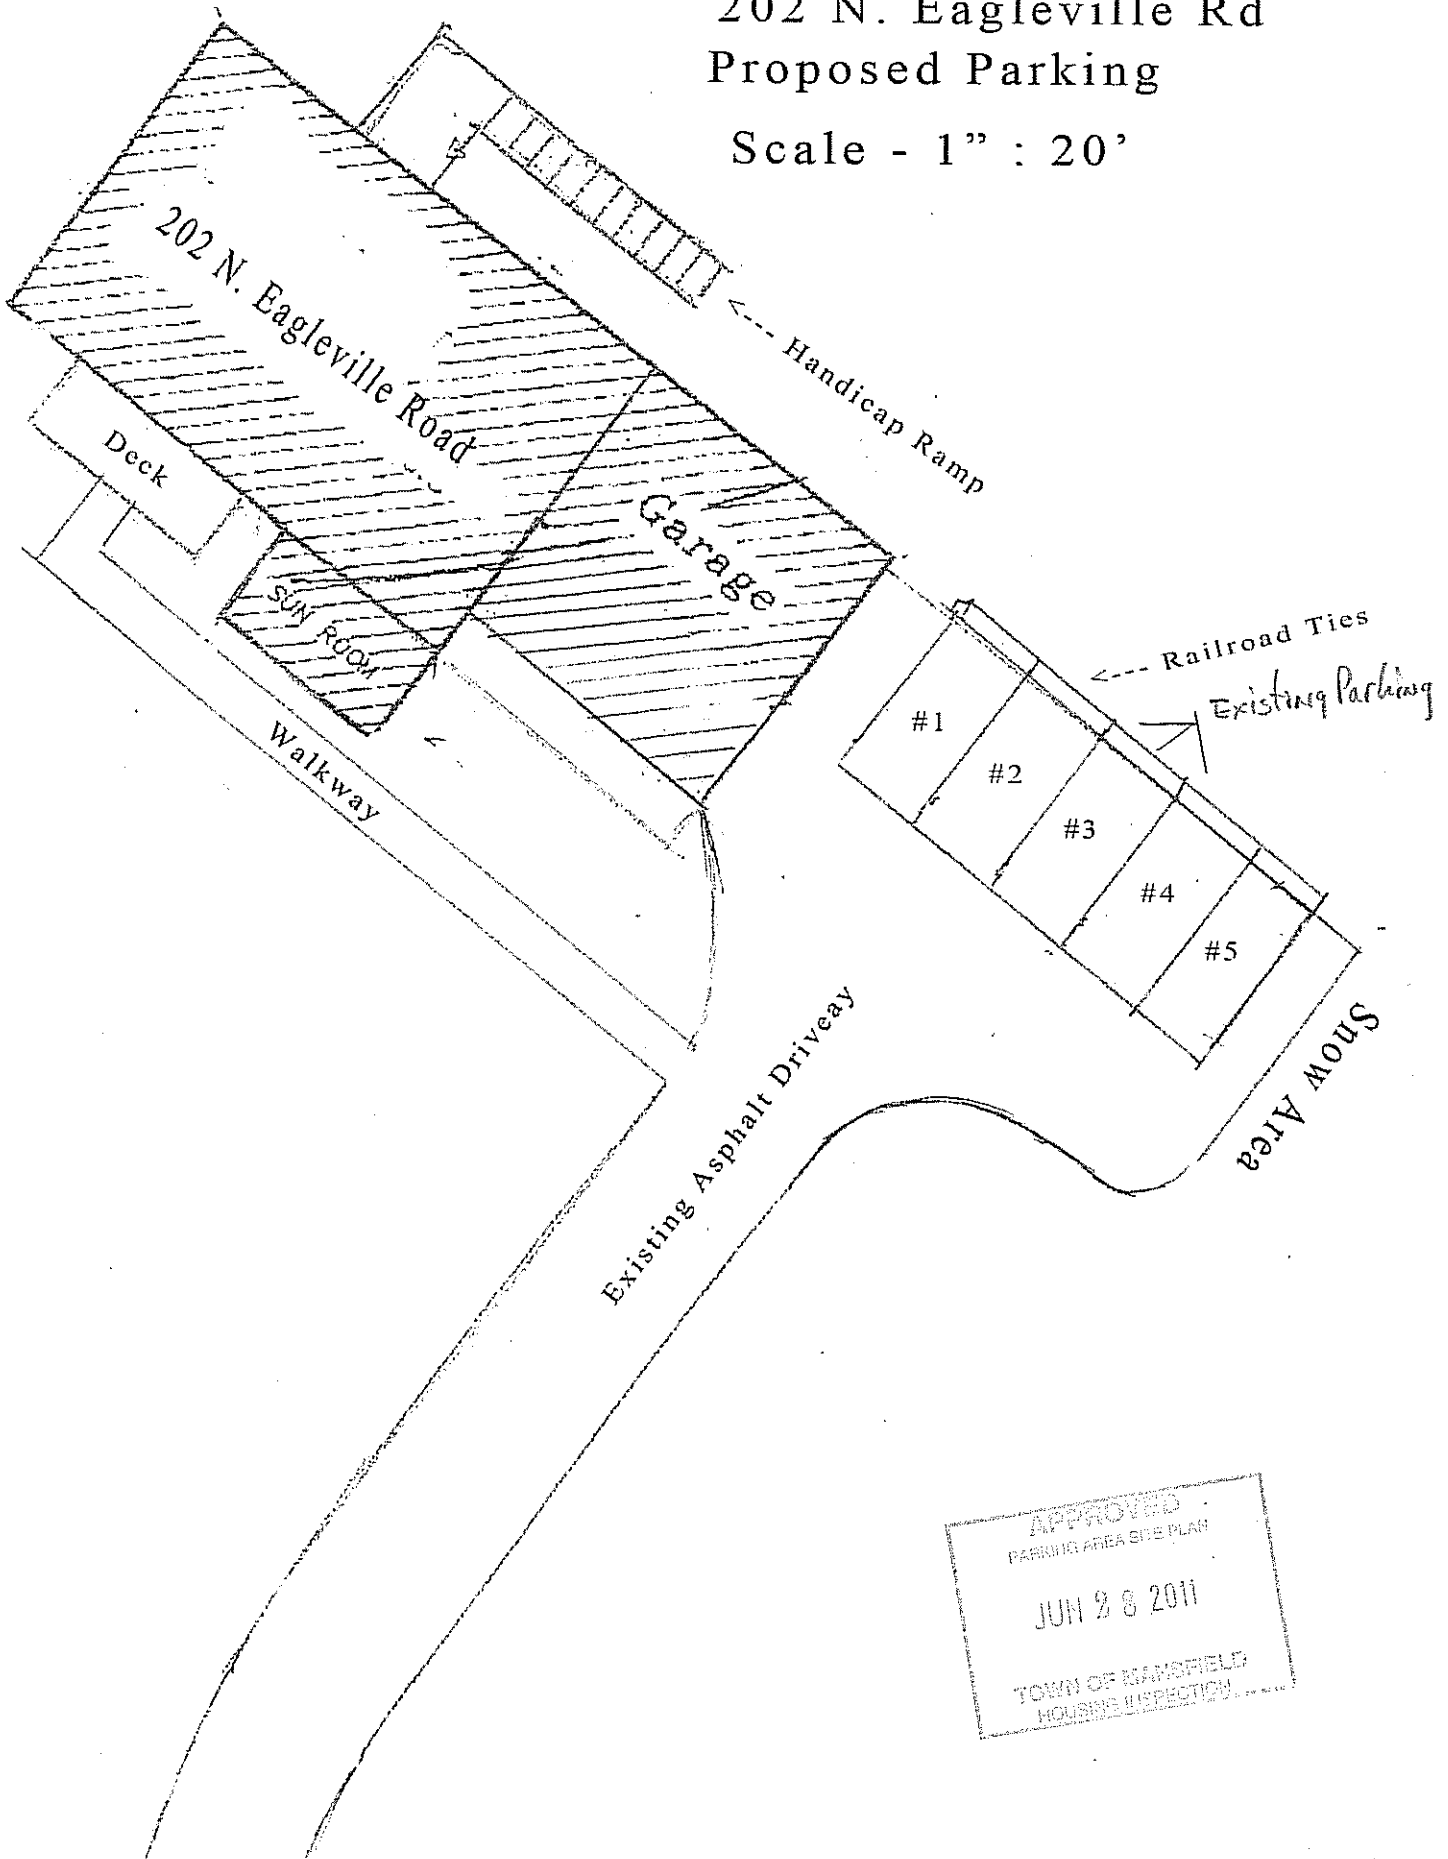 202 N. Eagleville Rd
Proposed Parking
Scale - 1” : 20’
202 N. Eagleville Road
Handicap Ramp
Deck
Garage
SUN ROOM
Railroad Ties
Existing Parking
#1
#2
#3
#4
#5
Walkway
Snow Area
Existing Asphalt Driveay
APPROVED
PARKING AREA SITE PLAN
JUN 28 2011
TOWN OF MANSFIELD
HOUSING INSPECTION